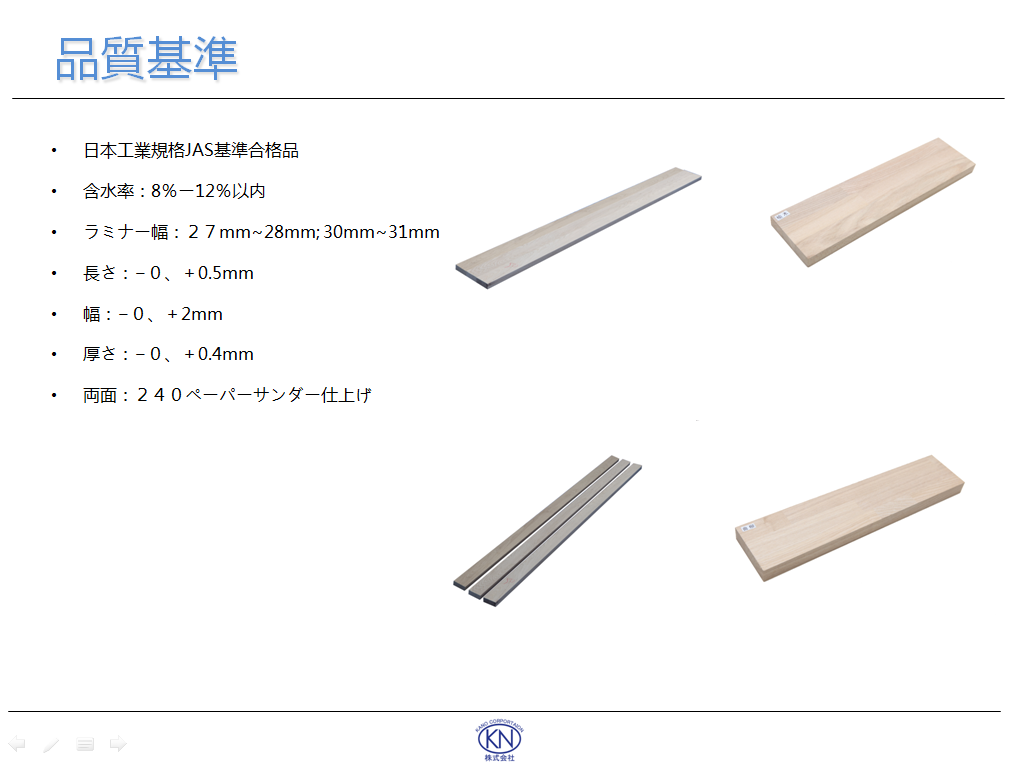 品質基準
• 日本工業規格JAS基準合格品
• 含水率：8%－12%以内
• ラミナー幅：２７mm~28mm; 30mm~31mm
• 長さ：－０、＋0.5mm
• 幅：－０、＋2mm
• 厚さ：－０、＋0.4mm
• 両面：２４０ペーパーサンダー仕上げ
KANO CORPORTAION
KN
株式会社